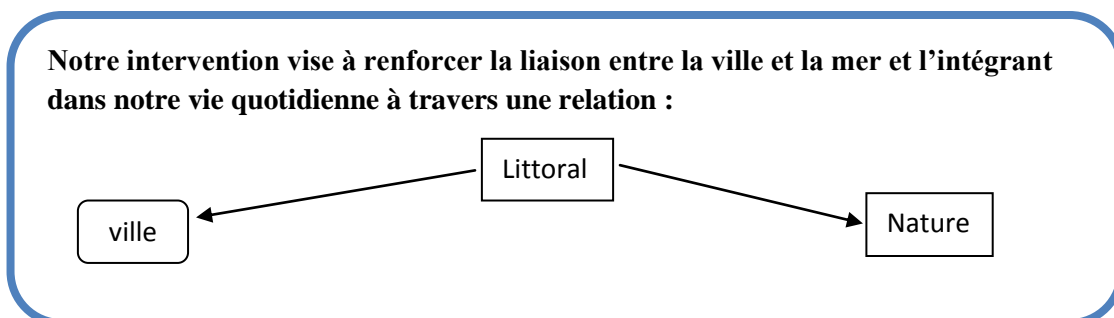 Notre intervention vise à renforcer la liaison entre la ville et la mer et l’intégrant
dans notre vie quotidienne à travers une relation :
Littoral
ville
Nature